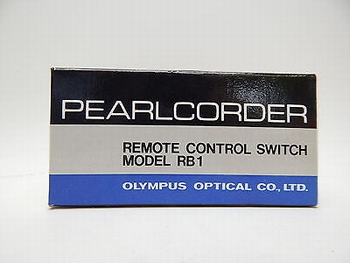 PEARLCORDER
REMOTE CONTROL SWITCH
MODEL RB1
OLYMPUS OPTICAL CO., LTD.